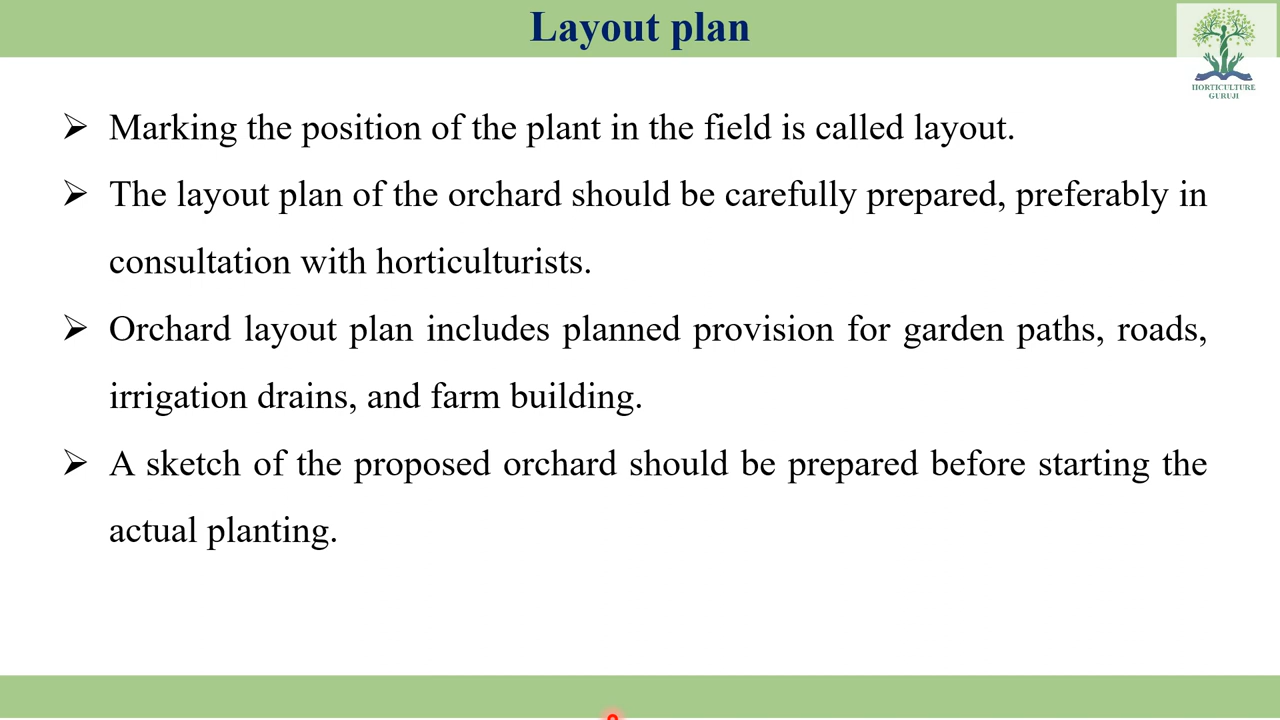 Layout plan
HORTICULTURE
GURUJI
Marking the position of the plant in the field is called layout.
The layout plan of the orchard should be carefully prepared, preferably in
consultation with horticulturists.
Orchard layout plan includes planned provision for garden paths, roads,
irrigation drains, and farm building.
A sketch of the proposed orchard should be prepared before starting the
actual planting.